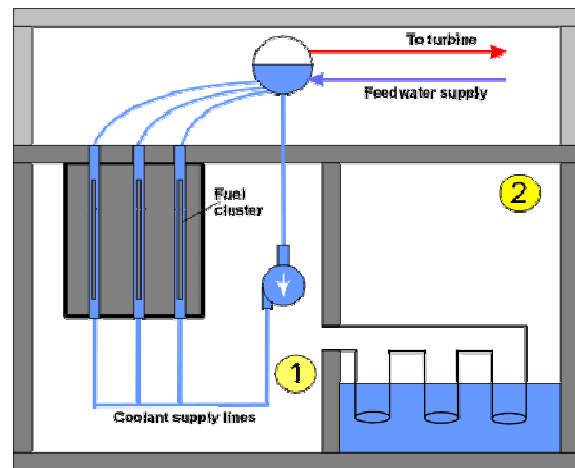 To turbine
Feedwater supply
2
Fuel
cluster
1
Coolant supply lines